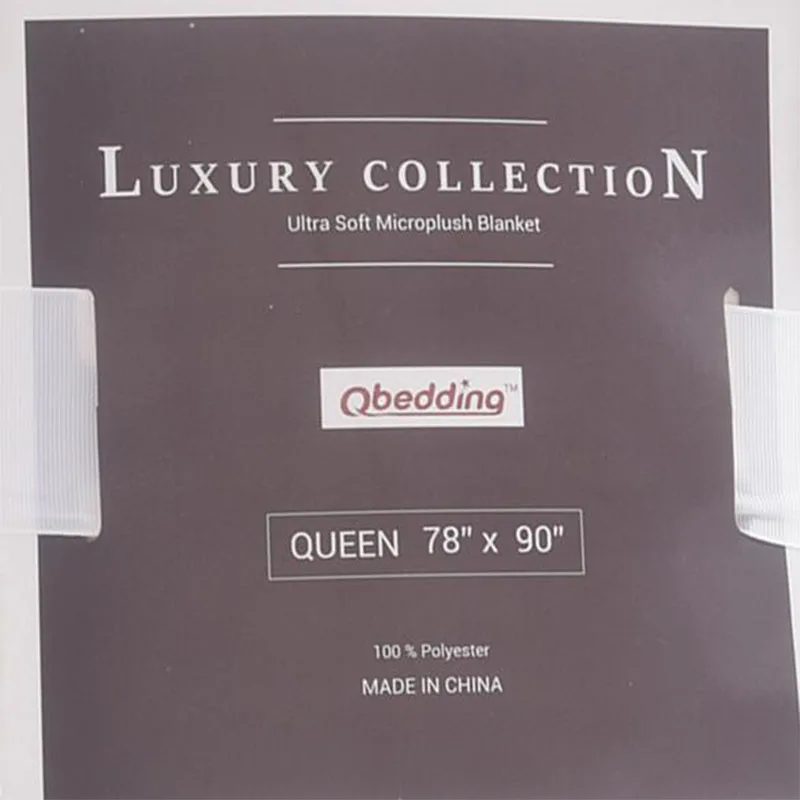 LUXURY COLLECTION
Ultra Soft Microplush Blanket
Qbedding™
QUEEN 78" x 90"
100 % Polyester
MADE IN CHINA